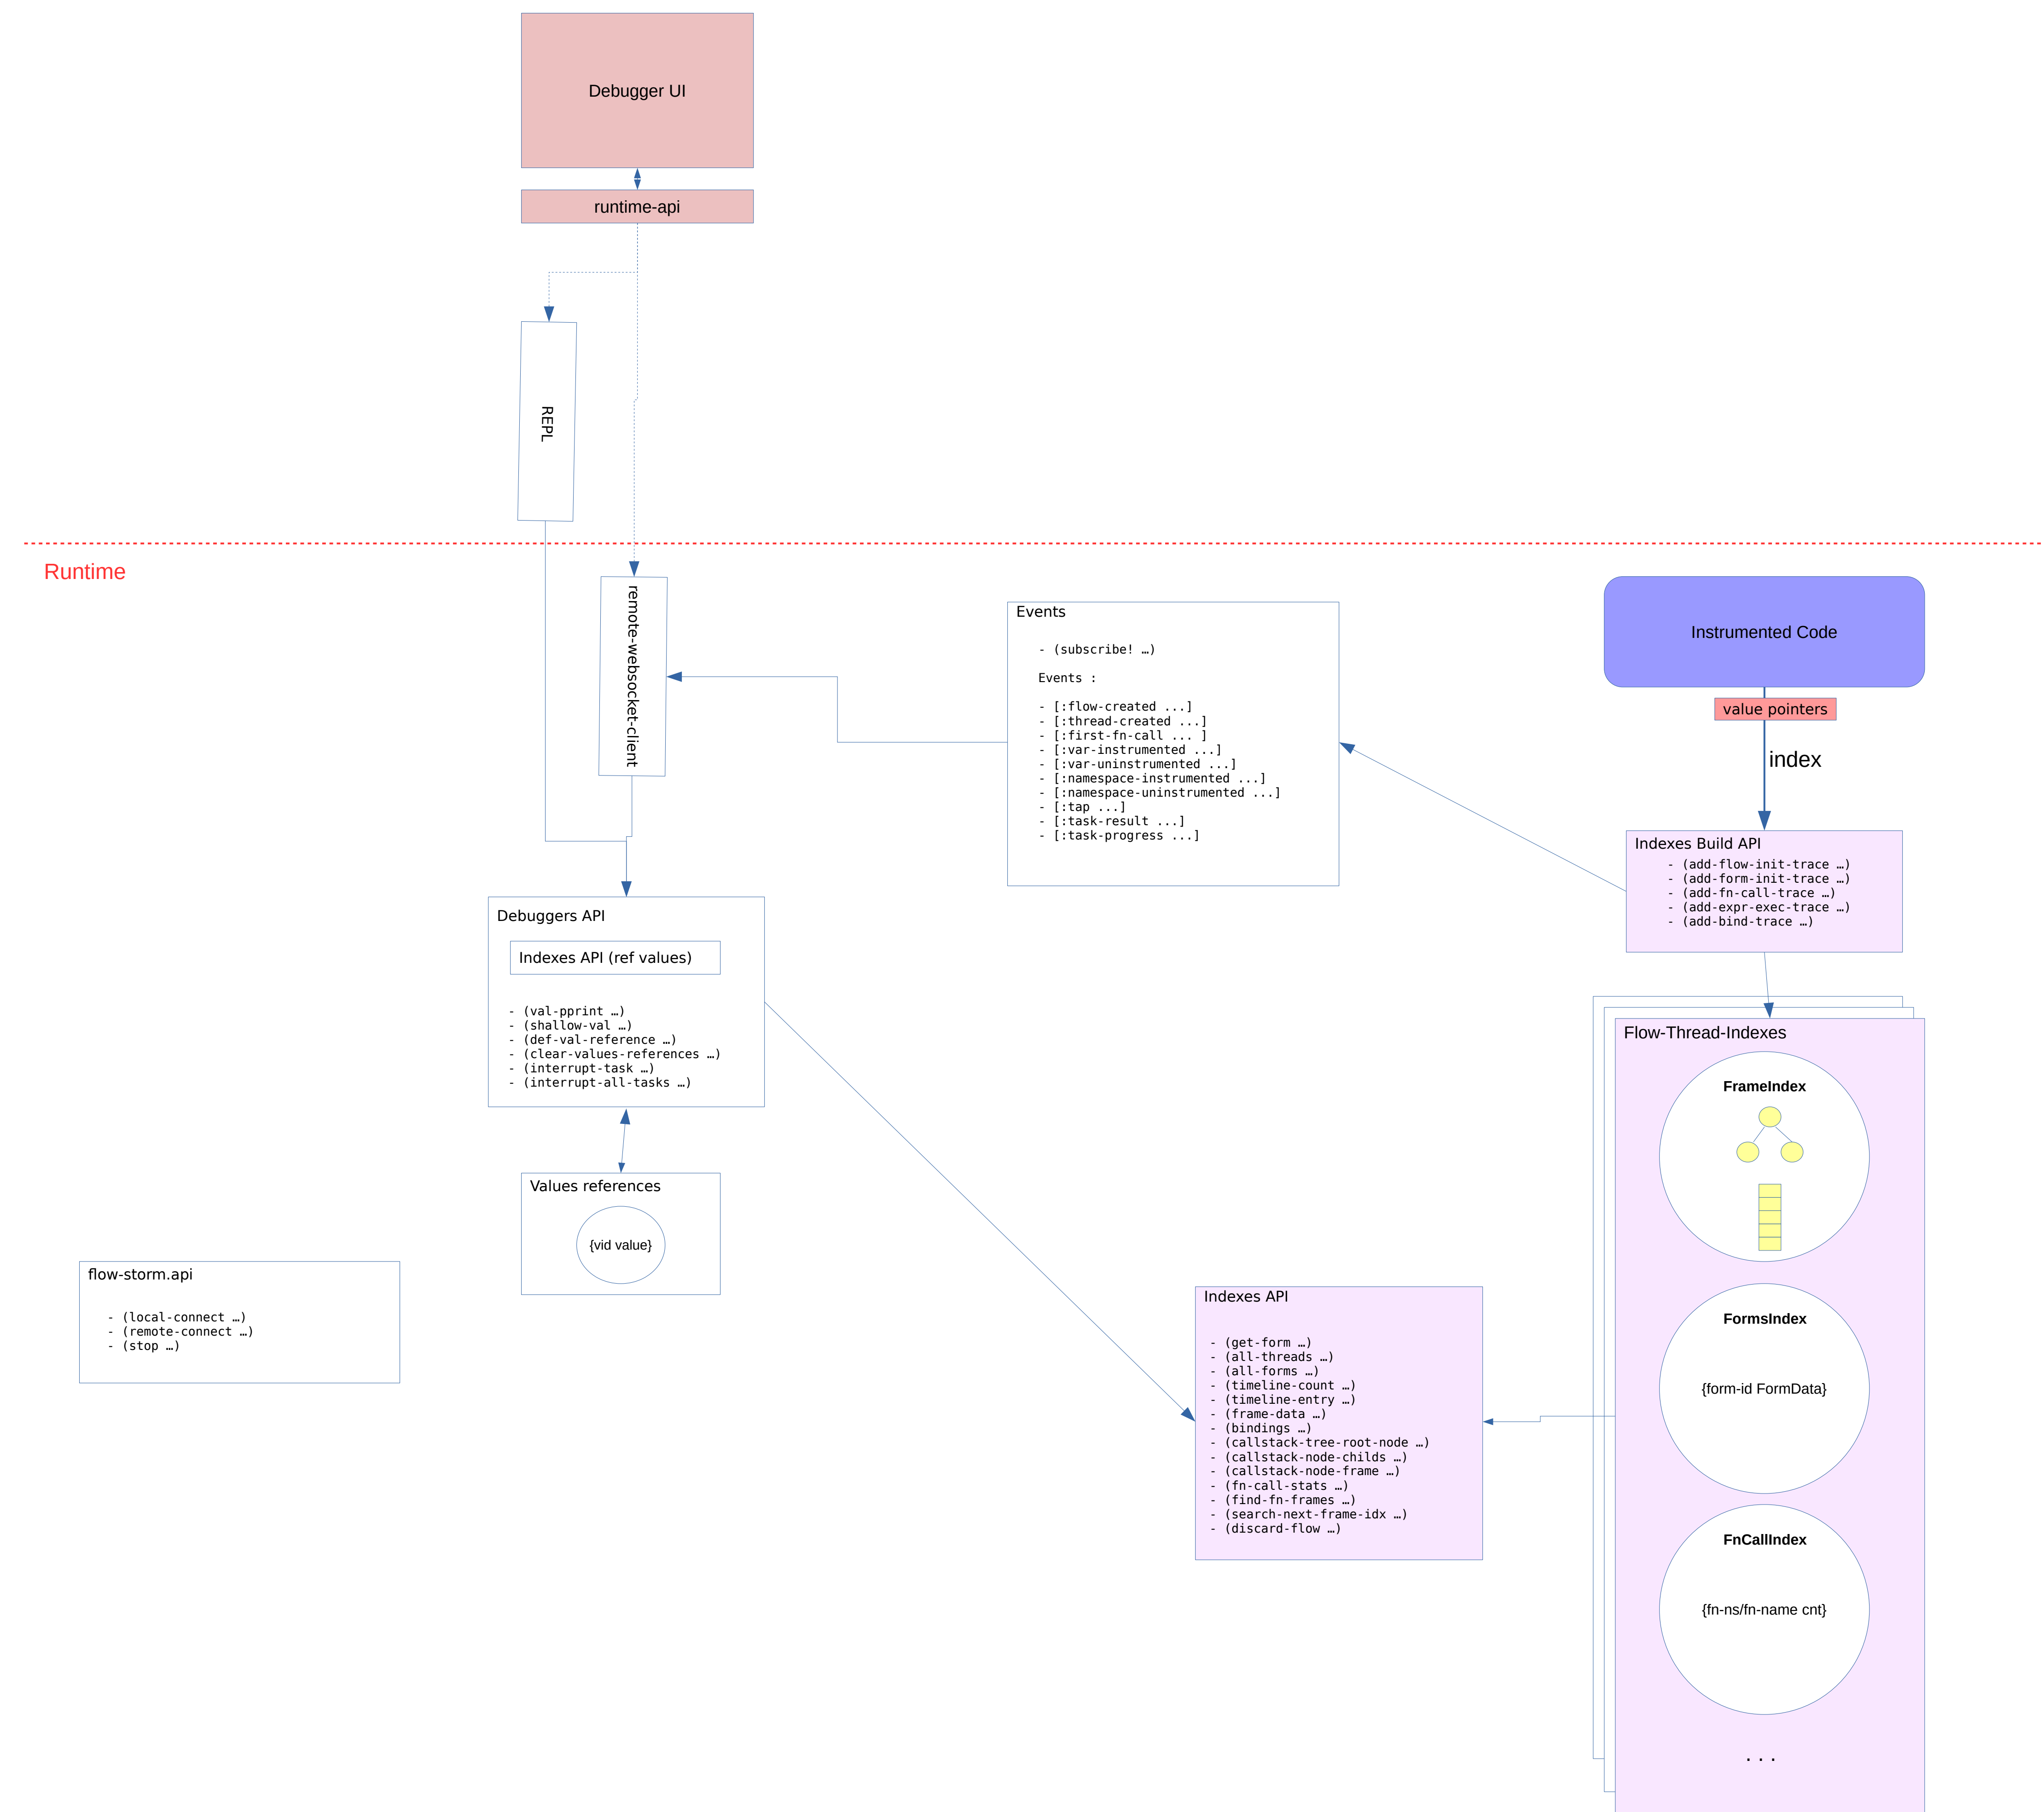 Debugger UI
runtime-api
REPL
Runtime
remote-websocket-client
Events
- (subscribe! …)
Events :
- [:flow-created ...]
- [:thread-created ...]
- [:first-fn-call ... ]
- [:var-instrumented ...]
- [:var-uninstrumented ...]
- [:namespace-instrumented ...]
- [:namespace-uninstrumented ...]
- [:tap ...]
- [:task-result ...]
- [:task-progress ...]
Instrumented Code
value pointers
index
Indexes Build API
- (add-flow-init-trace …)
- (add-form-init-trace …)
- (add-fn-call-trace …)
- (add-expr-exec-trace …)
- (add-bind-trace …)
Debuggers API
Indexes API (ref values)
- (val-pprint …)
- (shallow-val …)
- (def-val-reference …)
- (clear-values-references …)
- (interrupt-task …)
- (interrupt-all-tasks …)
Values references
{vid value}
flow-storm.api
- (local-connect …)
- (remote-connect …)
- (stop …)
Indexes API
- (get-form …)
- (all-threads …)
- (all-forms …)
- (timeline-count …)
- (timeline-entry …)
- (frame-data …)
- (bindings …)
- (callstack-tree-root-node …)
- (callstack-node-childs …)
- (callstack-node-frame …)
- (fn-call-stats …)
- (find-fn-frames …)
- (search-next-frame-idx …)
- (discard-flow …)
Flow-Thread-Indexes
FrameIndex
FormsIndex
{form-id FormData}
FnCallIndex
{fn-ns/fn-name cnt}
. . .